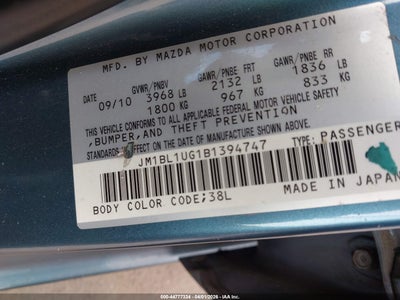 MFD. BY MAZDA MOTOR CORPORATION
GVWR/PNBV GAWR/PNBE FRT GAWR/PNBE RR
09/10 3968 LB 2132 LB 1836 LB
1800 KG 967 KG 833 KG
THIS VEHICLE CONFORMS TO ALL APPLICABLE FEDERAL MOTOR VEHICLE SAFETY
,BUMPER,AND THEFT PREVENTION
STANDARDS IN EFFECT ON THE DATE OF MANUFACTURE SHOWN ABOVE.
JM1BL1UG1B1394747 TYPE:PASSENGER
BODY COLOR CODE;38L MADE IN JAPAN
600-44777334 - 04/01/2026 - IAA Inc.